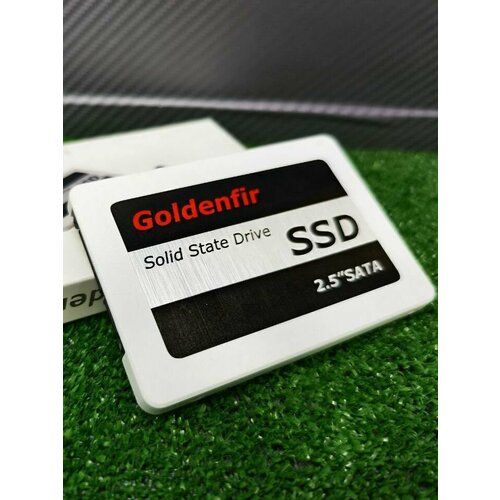 Goldenfir
Solid State Drive
SSD
2.5"SATA